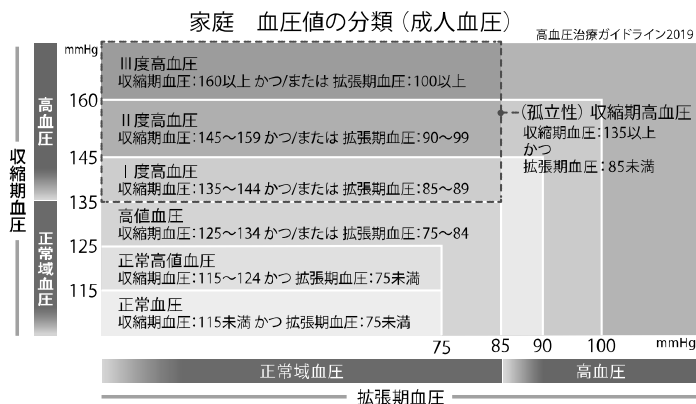 家庭 血圧値の分類(成人血圧)
高血圧治療ガイドライン2019
mmHg
Ⅲ度高血圧
収縮期血圧:160以上 かつ/または 拡張期血圧:100以上
160
Ⅱ度高血圧
収縮期血圧:145~159 かつ/または 拡張期血圧:90~99
(孤立性)収縮期高血圧
収縮期血圧:135以上
かつ
拡張期血圧:85未満
145
Ⅰ度高血圧
収縮期血圧:135~144 かつ/または 拡張期血圧:85~89
135
高値血圧
収縮期血圧:125~134 かつ/または 拡張期血圧:75~84
125
正常高値血圧
収縮期血圧:115~124 かつ 拡張期血圧:75未満
115
正常血圧
収縮期血圧:115未満 かつ 拡張期血圧:75未満
収縮期血圧
高血圧
正常域血圧
75 85 90 100 mmHg
正常域血圧 高血圧
拡張期血圧